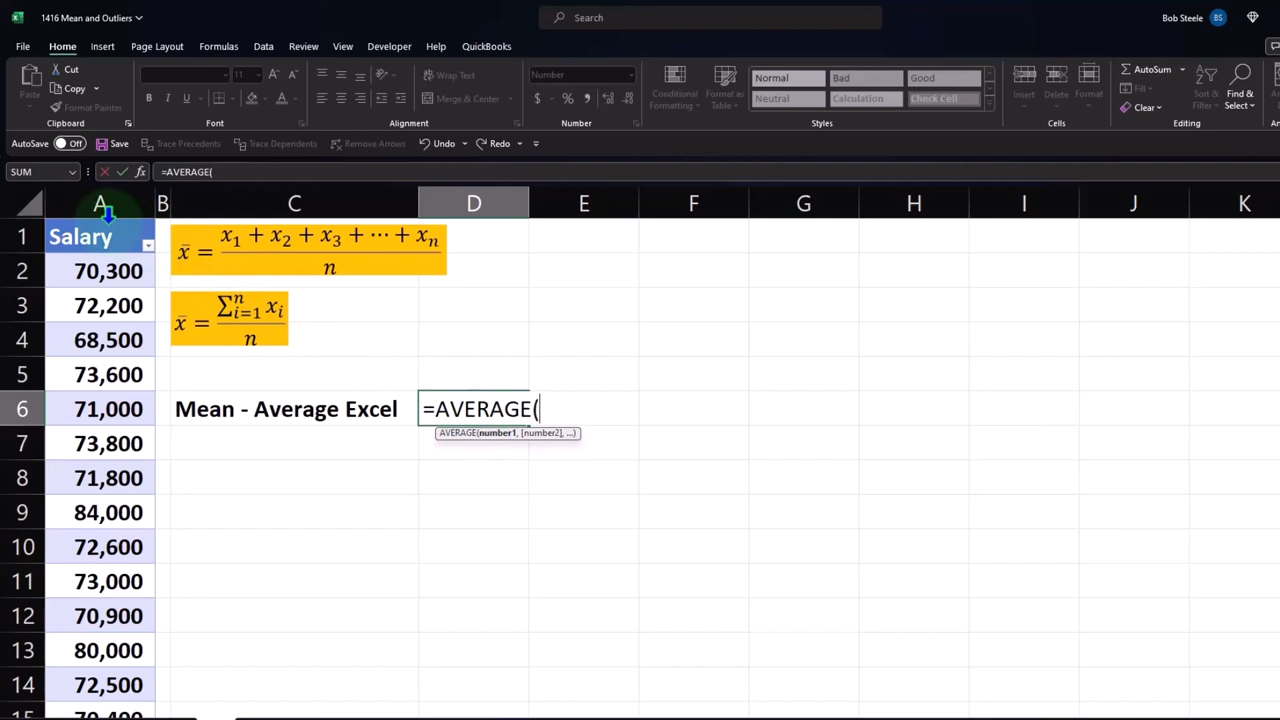 1416 Mean and Outliers
Search
Bob Steele BS
File Home Insert Page Layout Formulas Data Review View Developer Help QuickBooks
Paste
Cut
Copy
Format Painter
Clipboard
11
A A
B I U A
Font
Wrap Text
Merge & Center
Alignment
Number
$ % ,
Number
Conditional Formatting
Format as Table
Normal Bad Good
Neutral Calculation Check Cell
Styles
Insert Delete Format
Cells
AutoSum
Fill
Clear
Sort & Filter
Find & Select
Editing
AutoSave Off Save Trace Precedents Trace Dependents Remove Arrows Undo Redo
SUM fx =AVERAGE(
A B C D E F G H I J K
1 Salary x̄ = (x₁ + x₂ + x₃ + ⋯ + xₙ) / n
2 70,300
3 72,200 x̄ = ∑ⁿᵢ₌₁ xᵢ / n
4 68,500
5 73,600
6 71,000 Mean - Average Excel =AVERAGE(
AVERAGE(number1, [number2], ...)
7 73,800
8 71,800
9 84,000
10 72,600
11 73,000
12 70,900
13 80,000
14 72,500
15 70,400